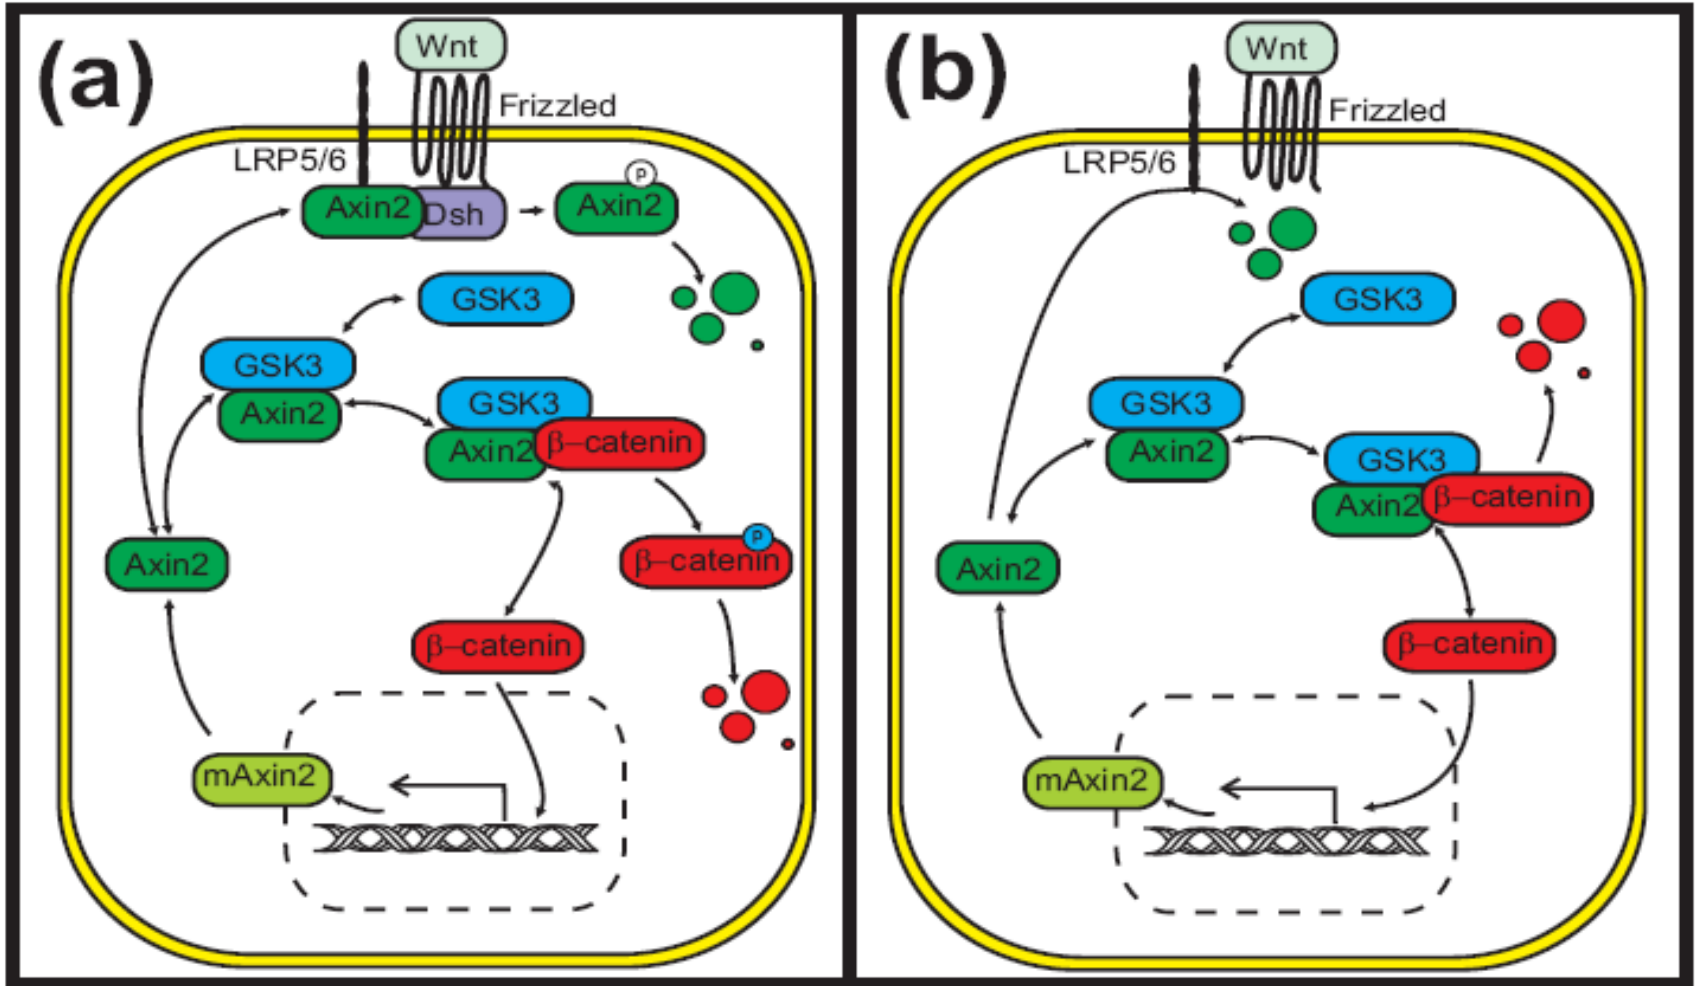 (a)
Wnt
Frizzled
LRP5/6
Axin2
Dsh
P
Axin2
GSK3
GSK3
Axin2
GSK3
Axin2
β–catenin
P
β–catenin
Axin2
β–catenin
mAxin2
(b)
Wnt
Frizzled
LRP5/6
GSK3
GSK3
Axin2
GSK3
Axin2
β–catenin
Axin2
β–catenin
mAxin2